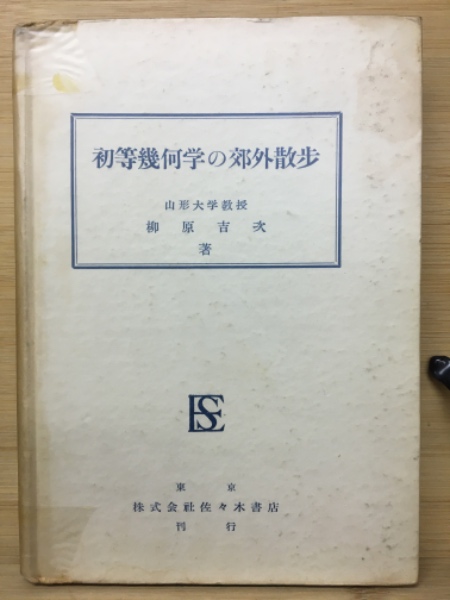 初等幾何学の郊外散歩
山形大学教授
柳原吉次
著
東京
株式会社佐々木書店
刊行